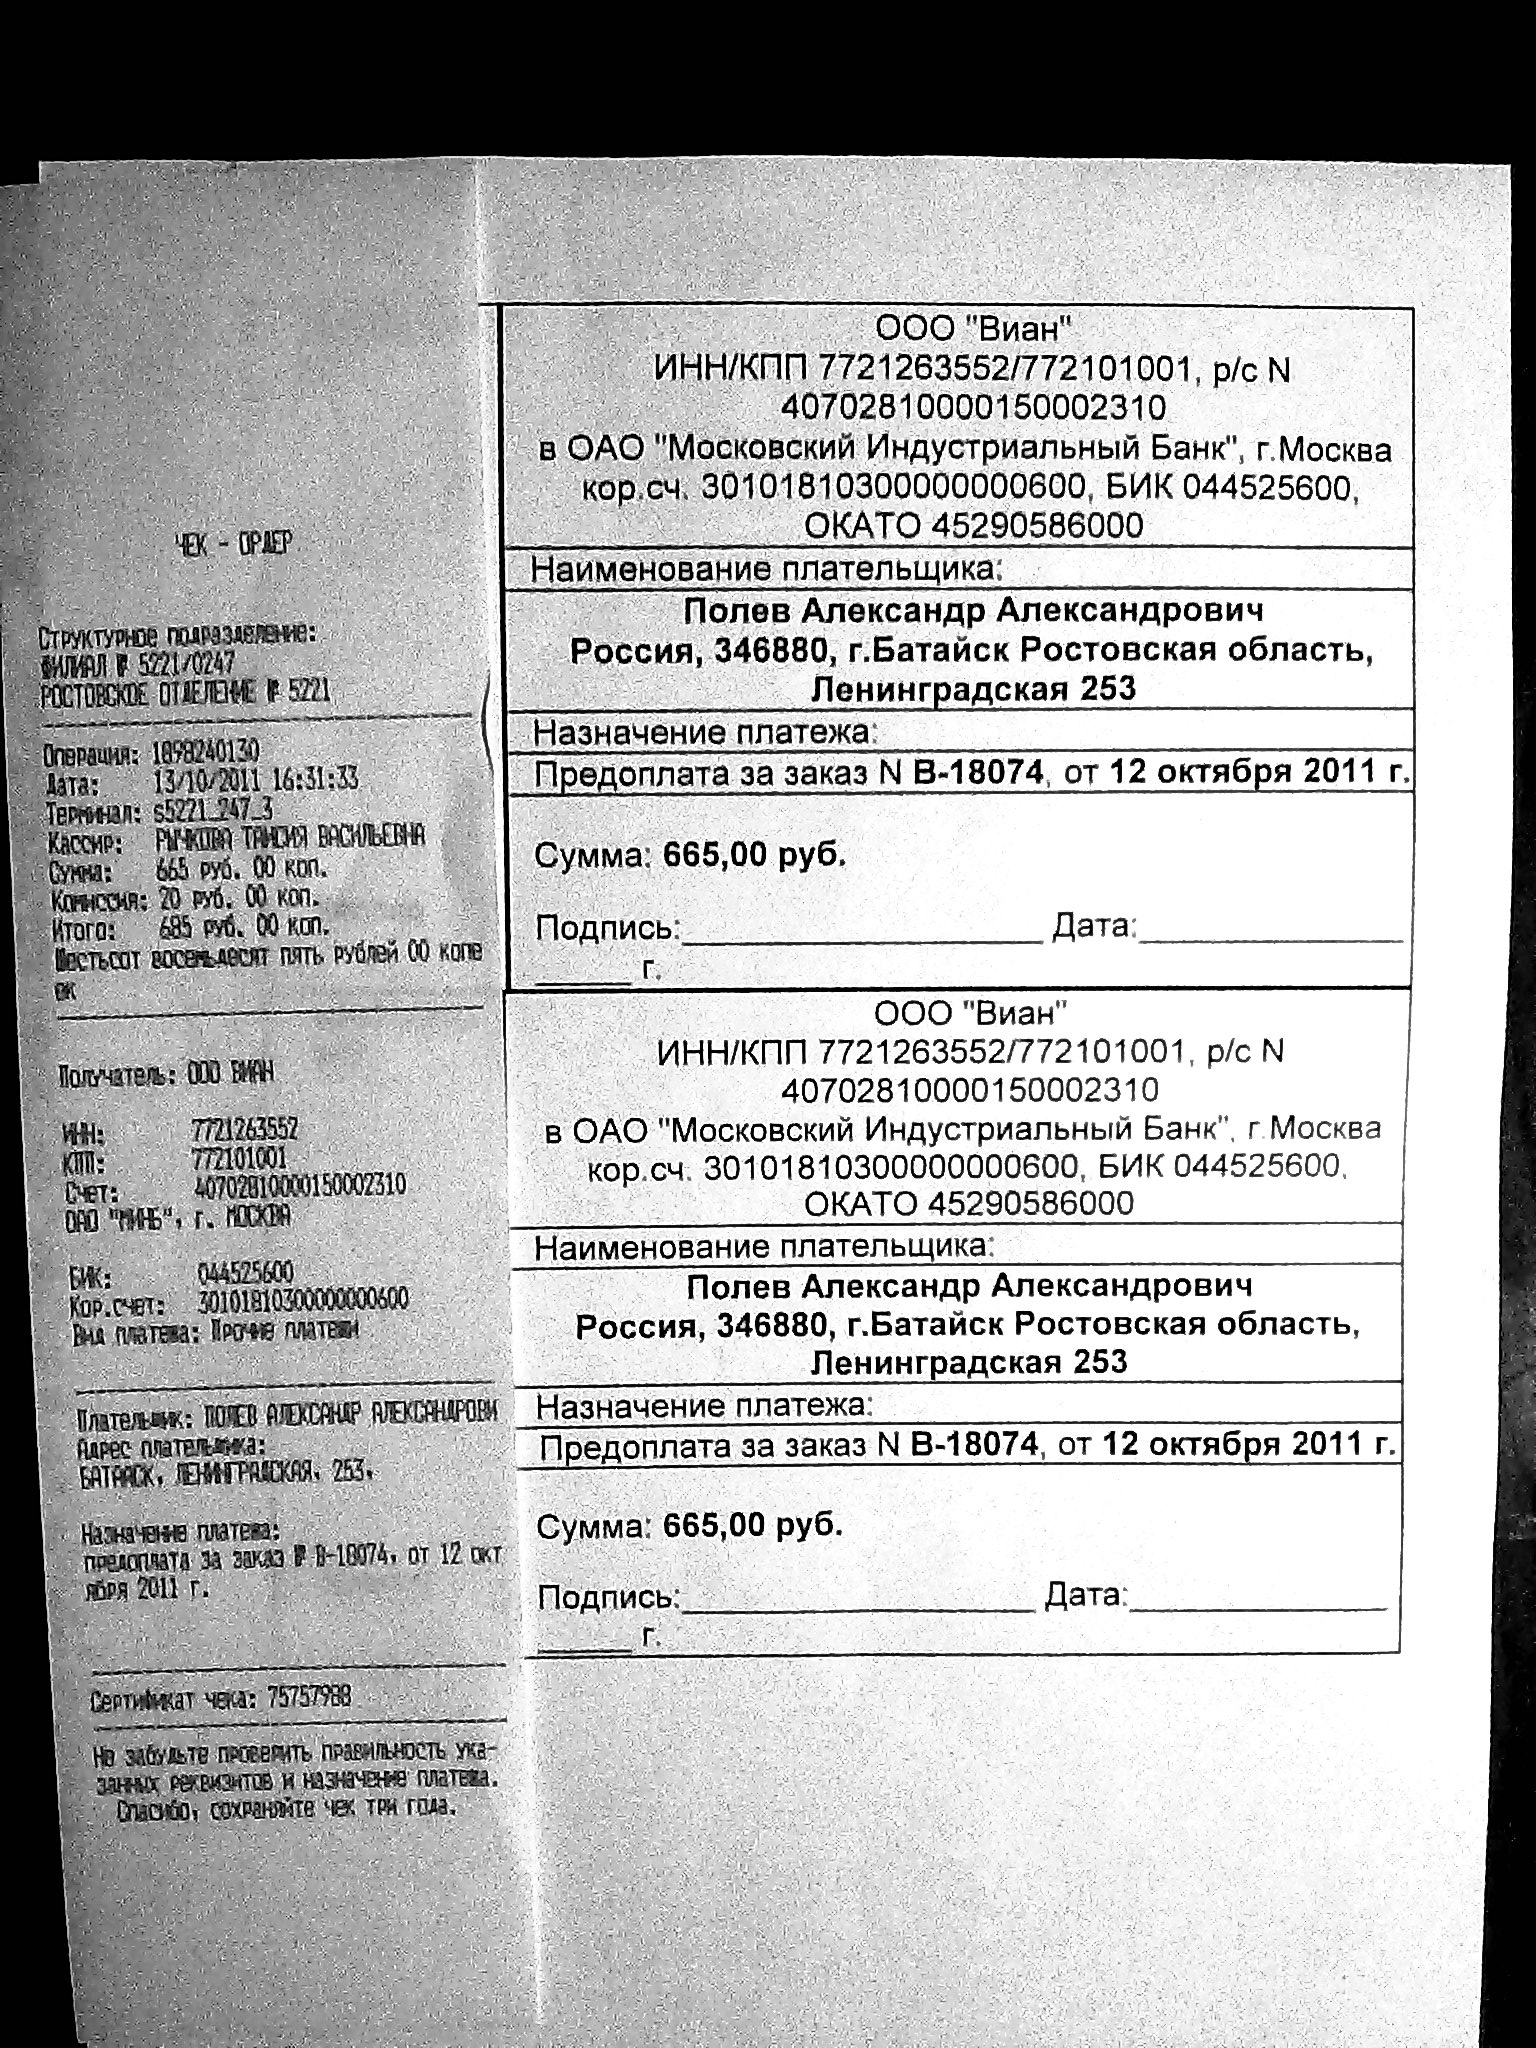 ЧЕК - ОРДЕР
Структурное подразделение:
ФИЛИАЛ № 5221/0247
РОСТОВСКОЕ ОТДЕЛЕНИЕ № 5221
Операция: 1898240130
Дата: 13/10/2011 16:31:33
Терминал: s5221_247_3
Кассир: РЫЧКОВА ТАИСИЯ ВАСИЛЬЕВНА
Сумма: 665 руб. 00 коп.
Комиссия: 20 руб. 00 коп.
Итого: 685 руб. 00 коп.
Шестьсот восемьдесят пять рублей 00 копе
ек
Получатель: ООО ВИАН
ИНН: 7721263552
КПП: 772101001
Счет: 40702810000150002310
ОАО "МИНБ", г. МОСКВА
БИК: 044525600
Кор.счет: 30101810300000000600
Вид платежа: Прочие платежи
Плательщик: ПОЛЕВ АЛЕКСАНДР АЛЕКСАНДРОВИ
Адрес плательщика:
БАТАЙСК, ЛЕНИНГРАДСКАЯ, 253,
Назначение платежа:
предоплата за заказ № В-18074, от 12 окт
ября 2011 г.
Сертификат чека: 75757988
Не забудьте проверить правильность ука-
занных реквизитов и назначение платежа.
Спасибо, сохраняйте чек три года.
ООО "Виан"
ИНН/КПП 7721263552/772101001, р/с N
40702810000150002310
в ОАО "Московский Индустриальный Банк", г.Москва
кор.сч. 30101810300000000600, БИК 044525600,
ОКАТО 45290586000
Наименование плательщика:
Полев Александр Александрович
Россия, 346880, г.Батайск Ростовская область,
Ленинградская 253
Назначение платежа:
Предоплата за заказ N В-18074, от 12 октября 2011 г.
Сумма: 665,00 руб.
Подпись:____________________ Дата:_______________
______ г.
ООО "Виан"
ИНН/КПП 7721263552/772101001, р/с N
40702810000150002310
в ОАО "Московский Индустриальный Банк", г.Москва
кор.сч. 30101810300000000600, БИК 044525600,
ОКАТО 45290586000
Наименование плательщика:
Полев Александр Александрович
Россия, 346880, г.Батайск Ростовская область,
Ленинградская 253
Назначение платежа:
Предоплата за заказ N В-18074, от 12 октября 2011 г.
Сумма: 665,00 руб.
Подпись:____________________ Дата:_______________
______ г.